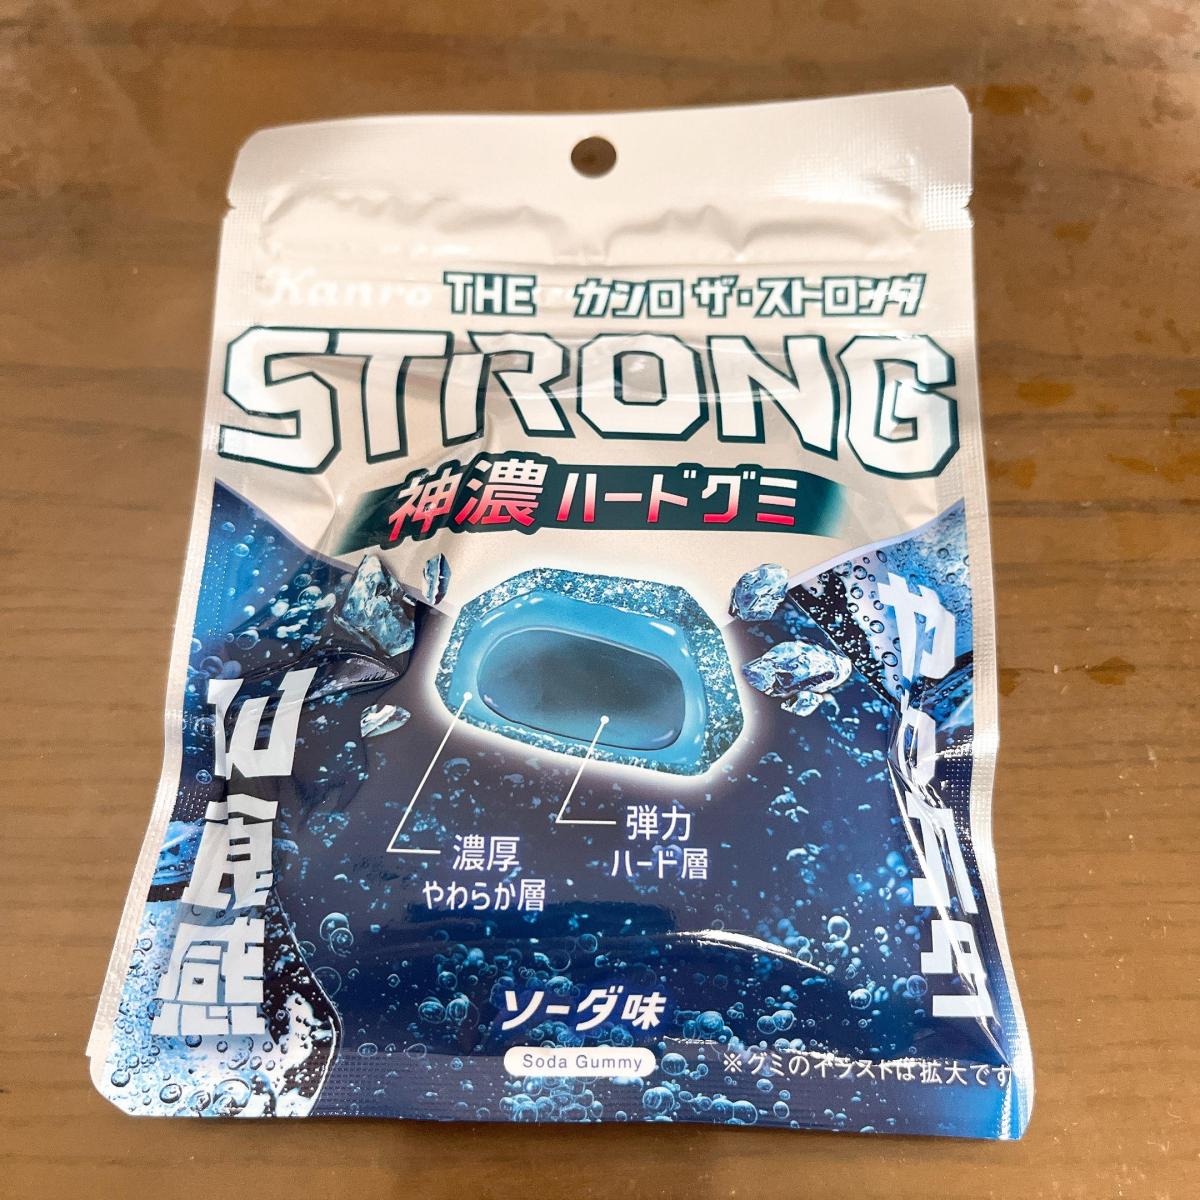 Kanro THE カンロ ザ・ストロング
STRONG
神濃ハードグミ
食感
弾力
ハード層
濃厚
やわらか層
ソーダ味
Soda Gummy
※グミのイラストは拡大です